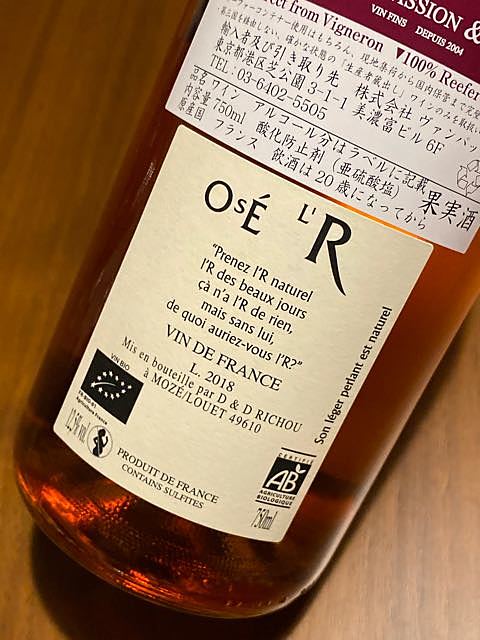 PASSION &
VIN FINS DEPUIS 2004
ect from Vigneron ▼100% Reefer
輸入者及び引き取り先 株式会社 ヴァンパッ
東京都港区芝公園 3-1-1 美濃富ビル 6F
TEL:03-6402-5505
品名 ワイン アルコール分はラベルに記載
内容量 750ml 酸化防止剤(亜硫酸塩)
原産国 フランス 飲酒は20歳になってから
果実酒
OSÉ L'R
"Prenez l'R naturel
l'R des beaux jours
çà n'a l'R de rien,
mais sans lui,
de quoi auriez-vous l'R?"
VIN DE FRANCE
L. 2018
Mis en bouteille par D & D RICHOU
à MOZÉ/LOUET 49610
Son léger perlant est naturel
VIN BIO
Agriculture France
12,5% vol.
PRODUIT DE FRANCE
CONTAINS SULFITES
CERTIFIÉ
AB
AGRICULTURE
BIOLOGIQUE
750ml